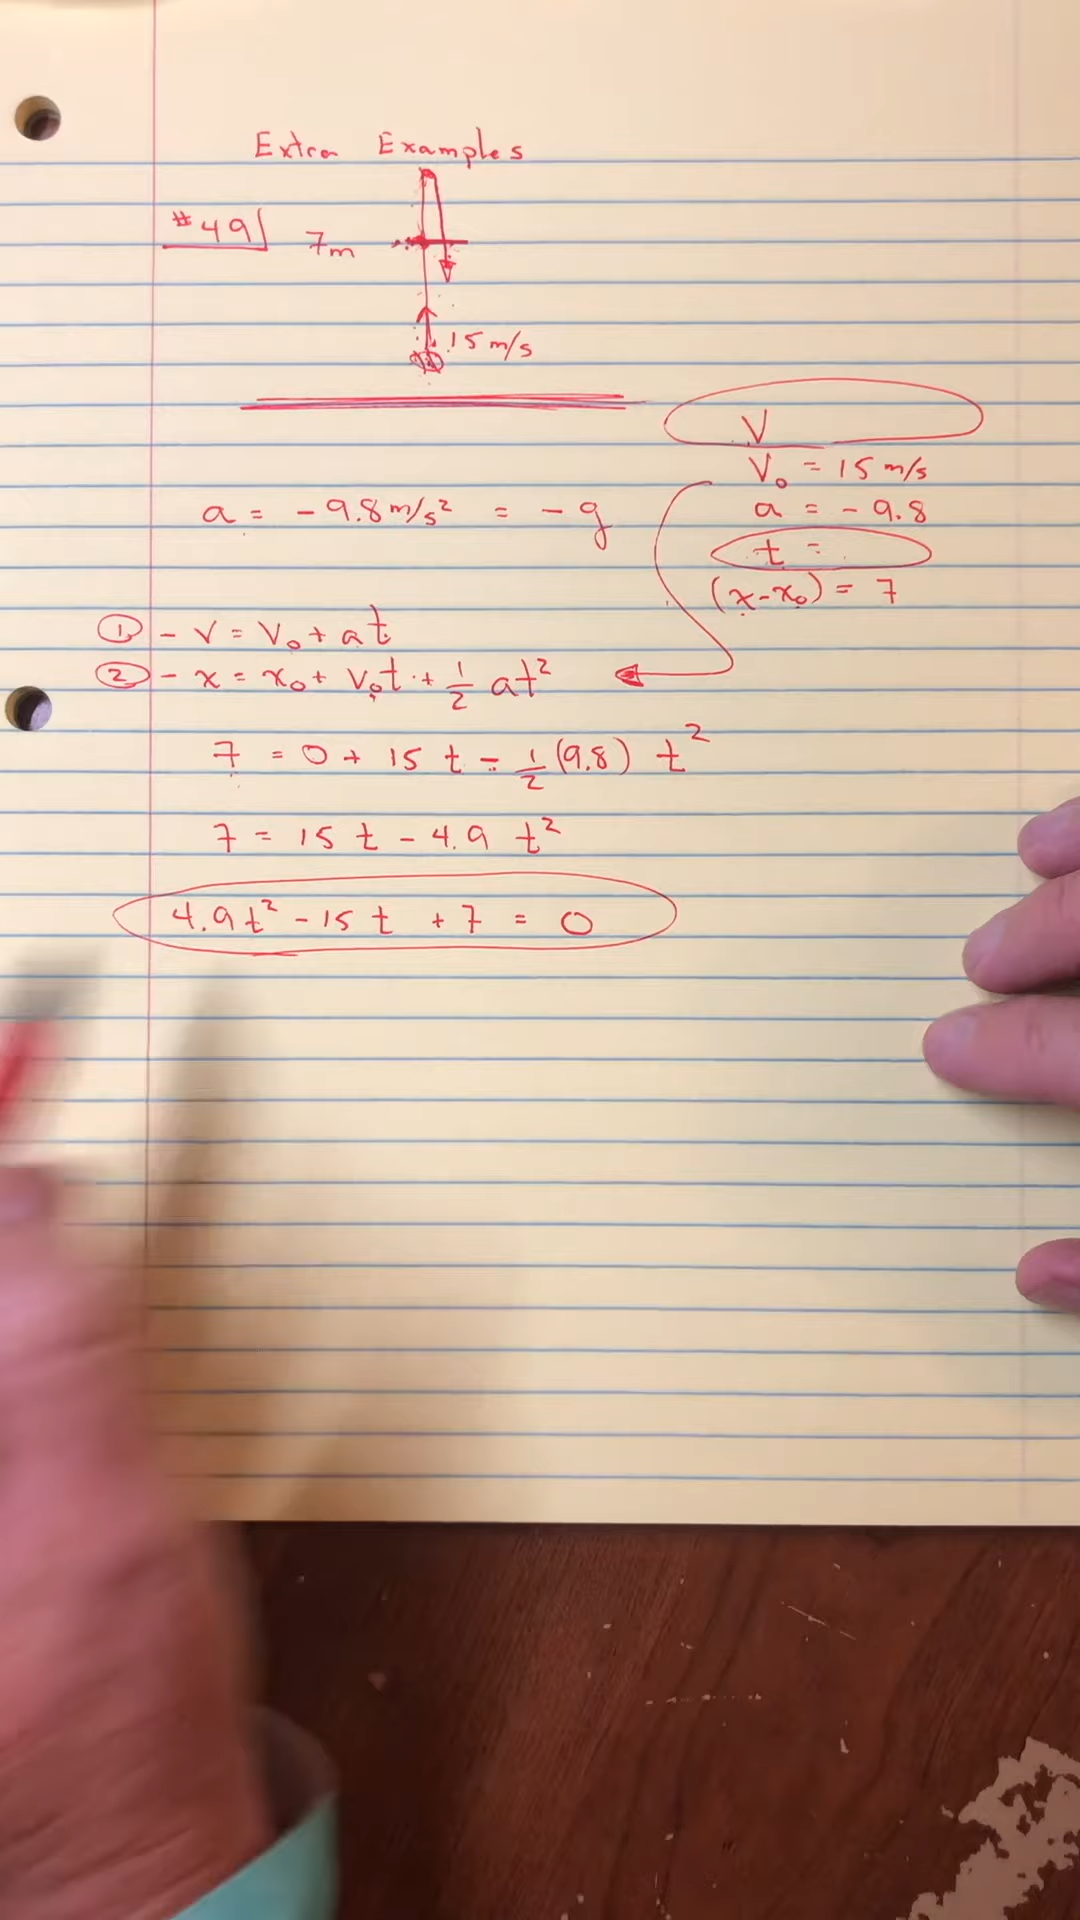 Extra Examples
#49
7m
15 m/s
V
V₀ = 15 m/s
a = -9.8 m/s² = -g
a = -9.8
t =
(x-x₀) = 7
① - v = v₀ + at
② - x = x₀ + v₀t + 1/2 at²
7 = 0 + 15 t - 1/2 (9.8) t²
7 = 15 t - 4.9 t²
4.9t² - 15 t + 7 = 0